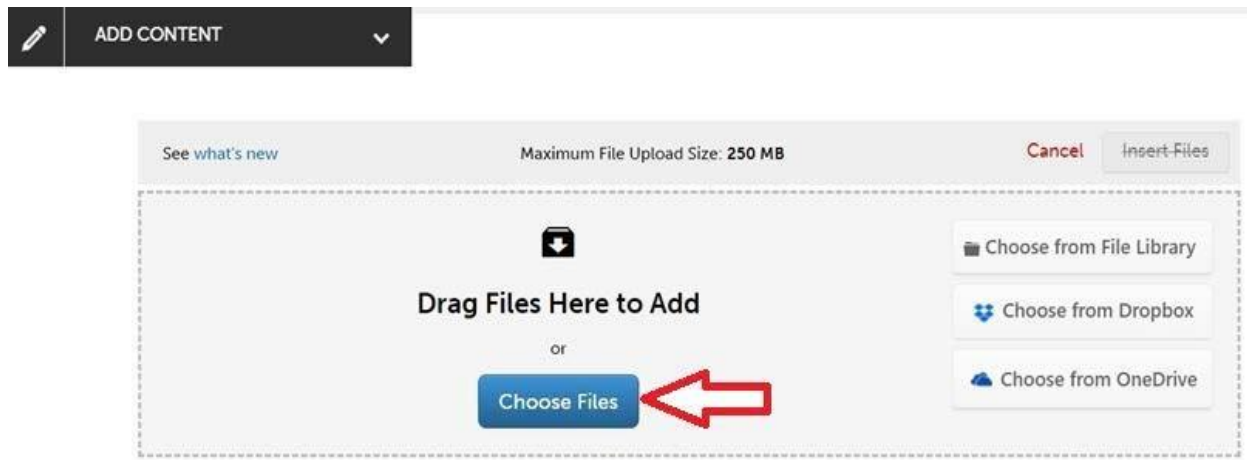 ADD CONTENT
See what's new
Maximum File Upload Size: 250 MB
Cancel
Insert Files
Drag Files Here to Add
or
Choose Files
Choose from File Library
Choose from Dropbox
Choose from OneDrive